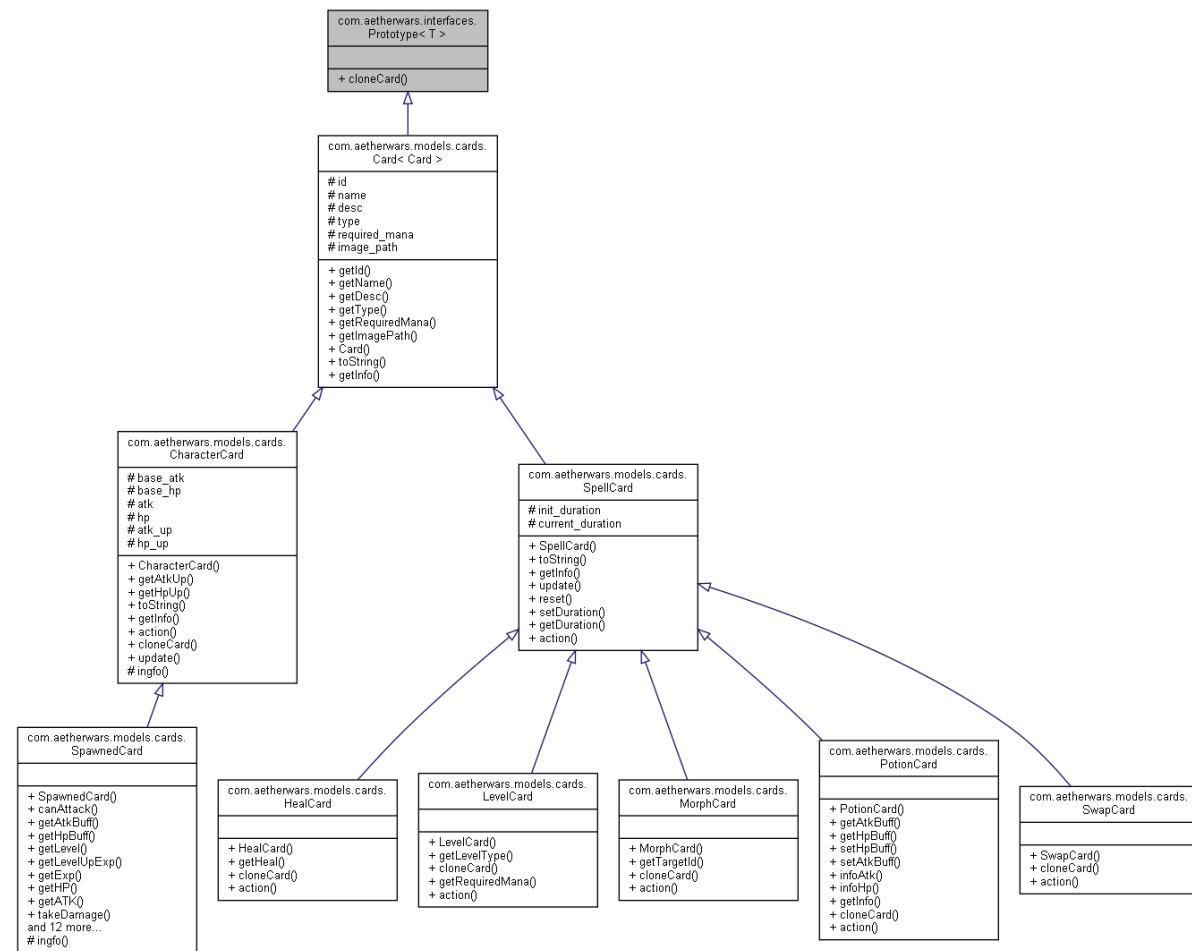 com.aetherwars.interfaces.
Prototype< T >
+ cloneCard()
com.aetherwars.models.cards.
Card< Card >
# id
# name
# desc
# type
# required_mana
# image_path
+ getId()
+ getName()
+ getDesc()
+ getType()
+ getRequiredMana()
+ getImagePath()
+ Card()
+ toString()
+ getInfo()
com.aetherwars.models.cards.
CharacterCard
# base_atk
# base_hp
# atk
# hp
# atk_up
# hp_up
+ CharacterCard()
+ getAtkUp()
+ getHpUp()
+ toString()
+ getInfo()
+ action()
+ cloneCard()
+ update()
# ingfo()
com.aetherwars.models.cards.
SpellCard
# init_duration
# current_duration
+ SpellCard()
+ toString()
+ getInfo()
+ update()
+ reset()
+ setDuration()
+ getDuration()
+ action()
com.aetherwars.models.cards.
SpawnedCard
+ SpawnedCard()
+ canAttack()
+ getAtkBuff()
+ getHpBuff()
+ getLevel()
+ getLevelUpExp()
+ getExp()
+ getHP()
+ getATK()
+ takeDamage()
and 12 more...
# ingfo()
com.aetherwars.models.cards.
HealCard
+ HealCard()
+ getHeal()
+ cloneCard()
+ action()
com.aetherwars.models.cards.
LevelCard
+ LevelCard()
+ getLevelType()
+ cloneCard()
+ getRequiredMana()
+ action()
com.aetherwars.models.cards.
MorphCard
+ MorphCard()
+ getTargetId()
+ cloneCard()
+ action()
com.aetherwars.models.cards.
PotionCard
+ PotionCard()
+ getAtkBuff()
+ getHpBuff()
+ setHpBuff()
+ setAtkBuff()
+ infoAtk()
+ infoHp()
+ getInfo()
+ cloneCard()
+ action()
com.aetherwars.models.cards.
SwapCard
+ SwapCard()
+ cloneCard()
+ action()